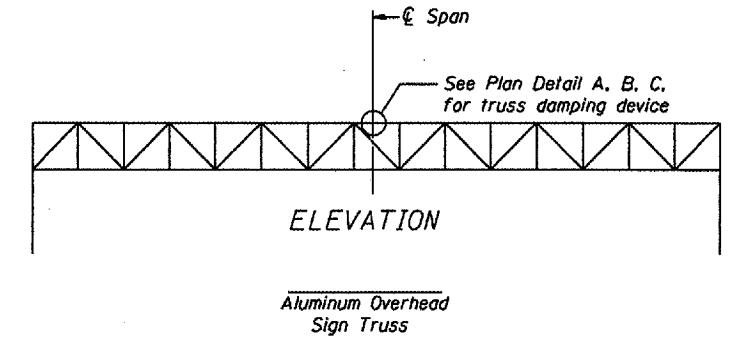 ℄ Span
See Plan Detail A. B. C.
for truss damping device
ELEVATION
Aluminum Overhead
Sign Truss